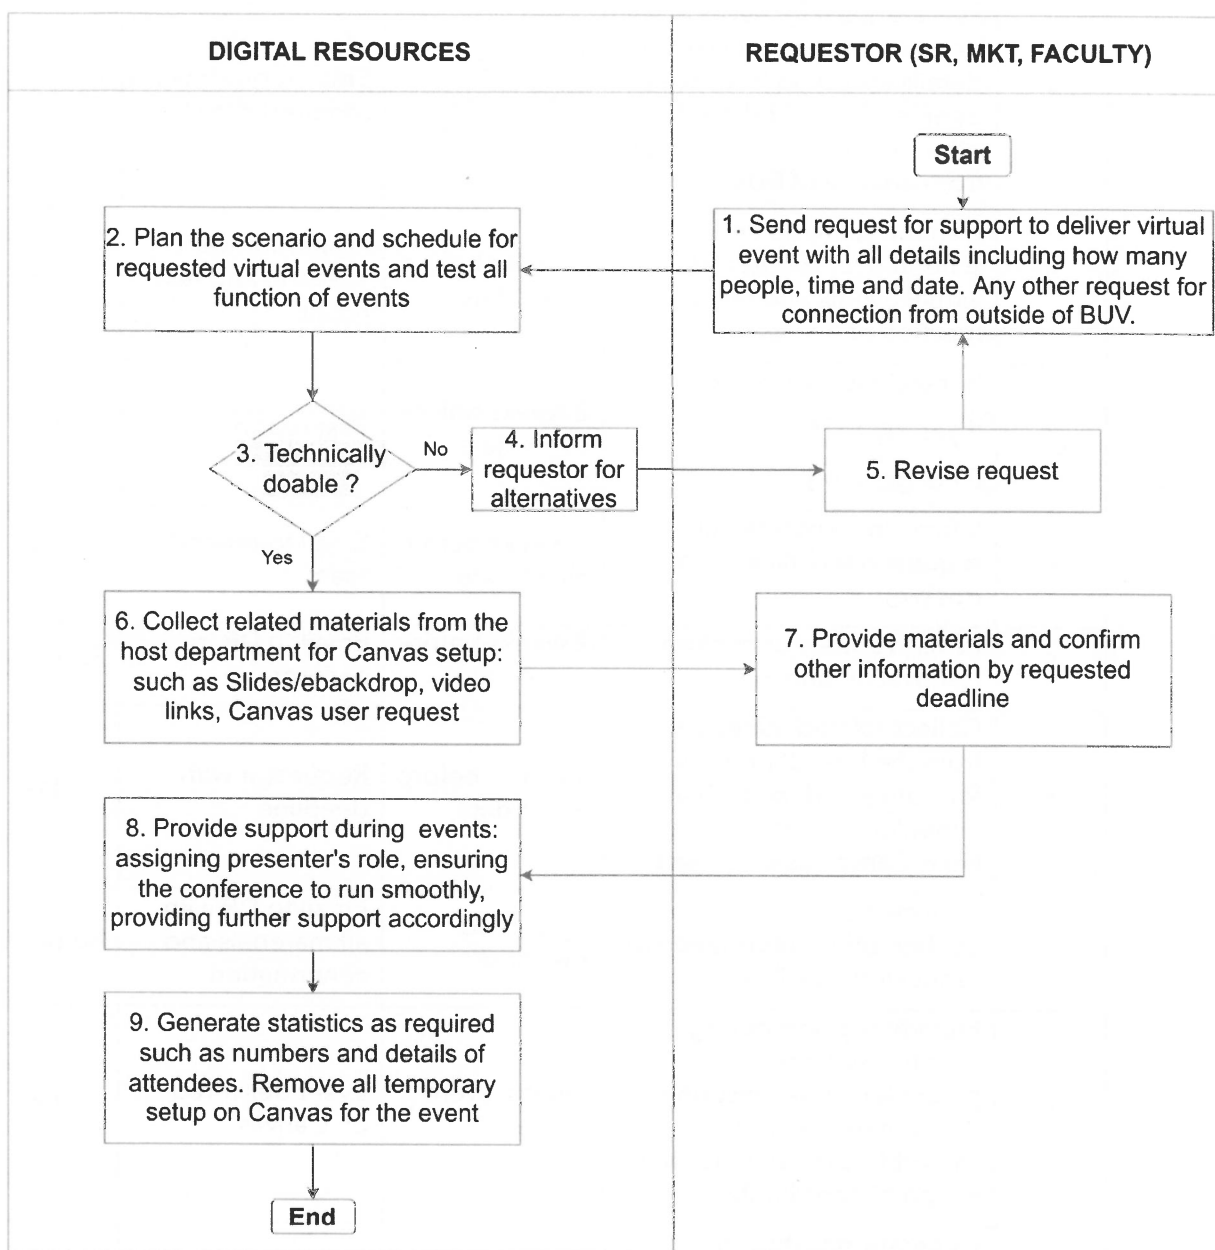 DIGITAL RESOURCES
REQUESTOR (SR, MKT, FACULTY)
Start
1. Send request for support to deliver virtual
event with all details including how many
people, time and date. Any other request for
connection from outside of BUV.
2. Plan the scenario and schedule for
requested virtual events and test all
function of events
3. Technically
doable ?
No
4. Inform
requestor for
alternatives
5. Revise request
Yes
6. Collect related materials from the
host department for Canvas setup:
such as Slides/ebackdrop, video
links, Canvas user request
7. Provide materials and confirm
other information by requested
deadline
8. Provide support during events:
assigning presenter's role, ensuring
the conference to run smoothly,
providing further support accordingly
9. Generate statistics as required
such as numbers and details of
attendees. Remove all temporary
setup on Canvas for the event
End